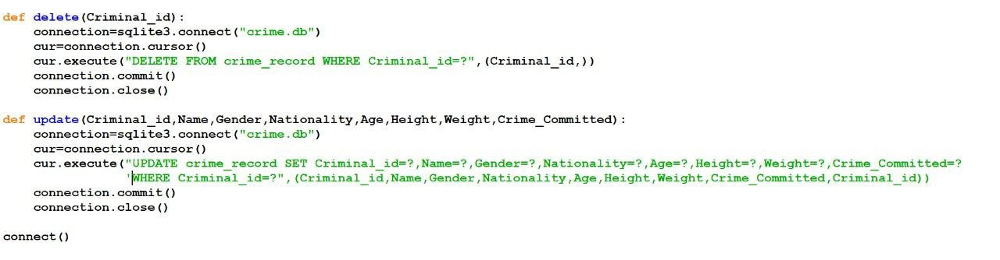 def delete(Criminal_id):
    connection=sqlite3.connect("crime.db")
    cur=connection.cursor()
    cur.execute("DELETE FROM crime_record WHERE Criminal_id=?",(Criminal_id,))
    connection.commit()
    connection.close()

def update(Criminal_id,Name,Gender,Nationality,Age,Height,Weight,Crime_Committed):
    connection=sqlite3.connect("crime.db")
    cur=connection.cursor()
    cur.execute("UPDATE crime_record SET Criminal_id=?,Name=?,Gender=?,Nationality=?,Age=?,Height=?,Weight=?,Crime_Committed=?
                'WHERE Criminal_id=?",(Criminal_id,Name,Gender,Nationality,Age,Height,Weight,Crime_Committed,Criminal_id))
    connection.commit()
    connection.close()

connect()